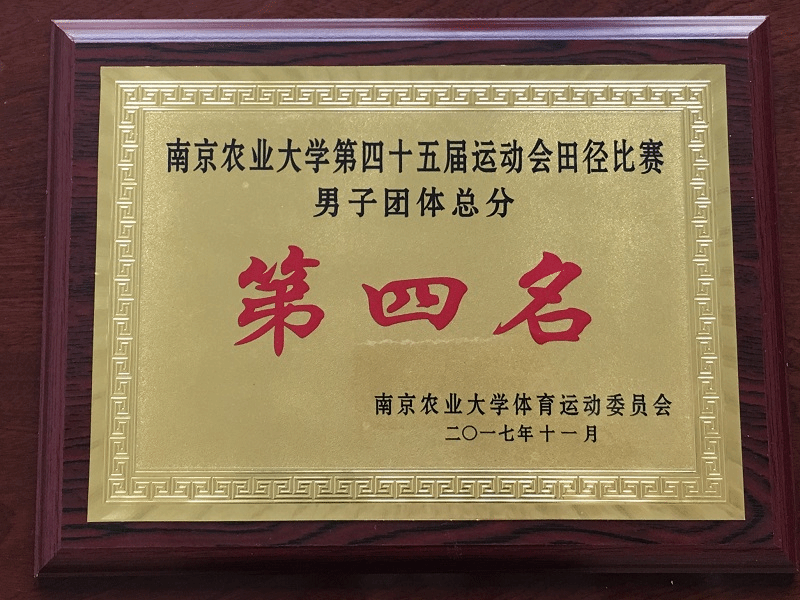 南京农业大学第四十五届运动会田径比赛
男子团体总分
第四名
南京农业大学体育运动委员会
二〇一七年十一月